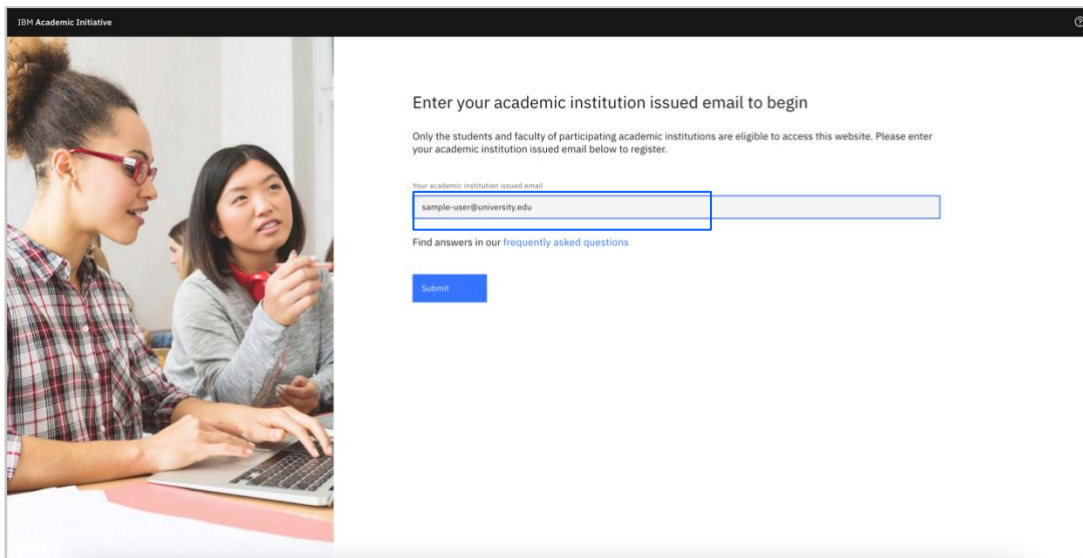 IBM Academic Initiative
Enter your academic institution issued email to begin
Only the students and faculty of participating academic institutions are eligible to access this website. Please enter
your academic institution issued email below to register.
Your academic institution issued email
sample-user@university.edu
Find answers in our frequently asked questions
Submit